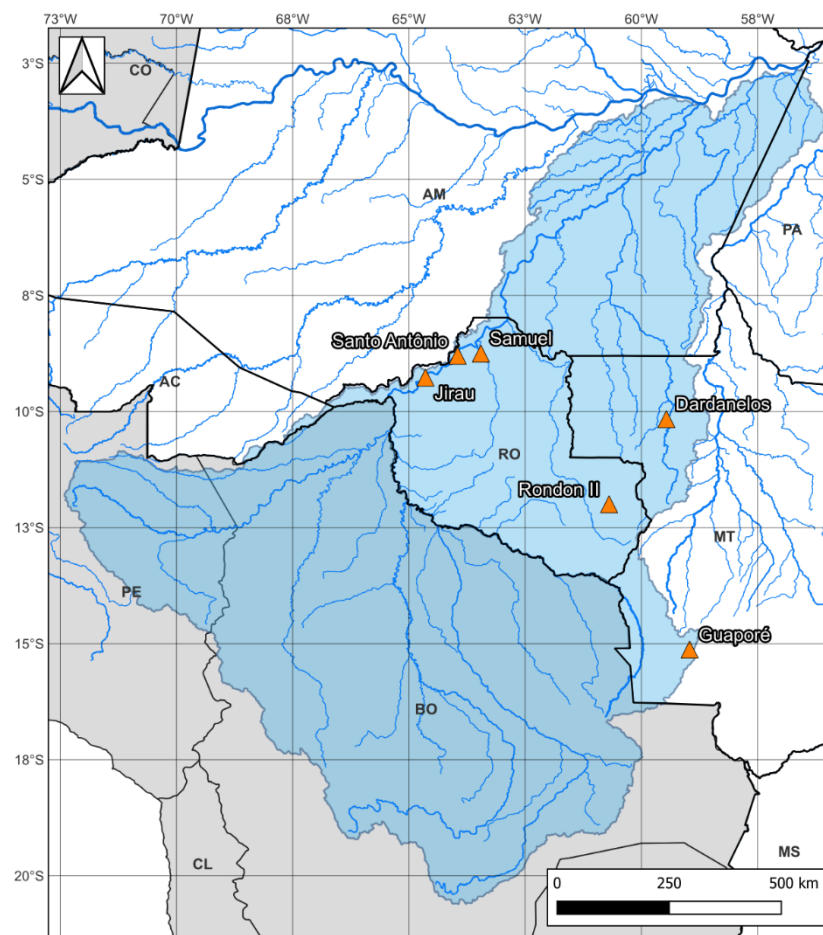 73°W 70°W 65°W 63°W 60°W 58°W
3°S
CO
5°S
AM
PA
8°S
Santo Antônio
Samuel
AC
Jirau
10°S
Dardanelos
RO
Rondon II
13°S
MT
PE
15°S
Guaporé
BO
18°S
CL
MS
20°S
0 250 500 km